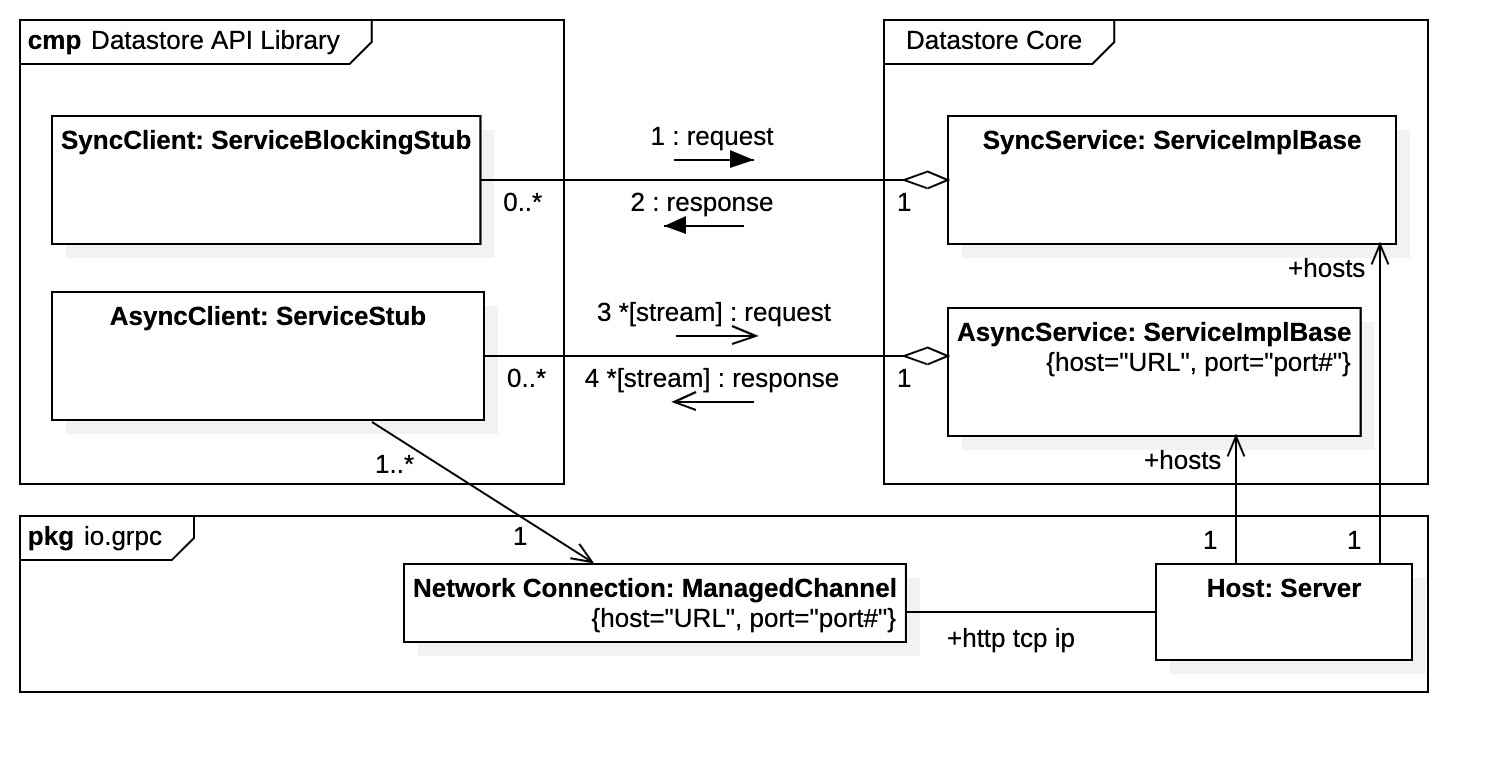 cmp Datastore API Library
Datastore Core
SyncClient: ServiceBlockingStub
1 : request
SyncService: ServiceImplBase
0..*
2 : response
1
+hosts
AsyncClient: ServiceStub
3 *[stream] : request
AsyncService: ServiceImplBase
{host="URL", port="port#"}
0..*
4 *[stream] : response
1
1..*
+hosts
pkg io.grpc
1
1
1
Network Connection: ManagedChannel
{host="URL", port="port#"}
Host: Server
+http tcp ip